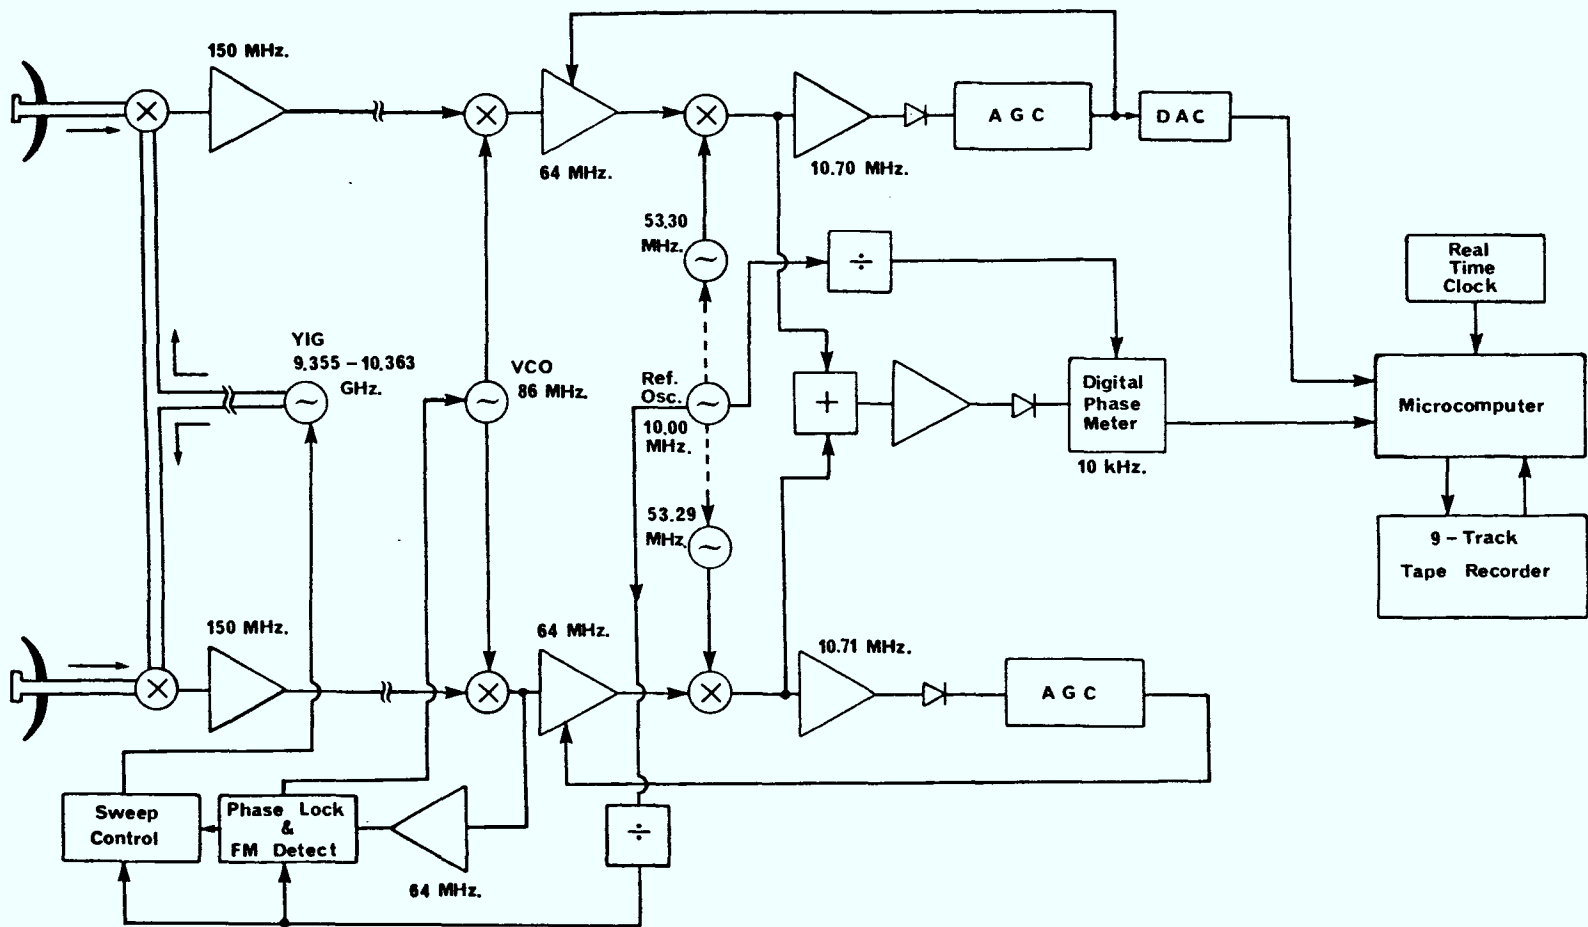 150 MHz.
64 MHz.
10.70 MHz.
AGC
DAC
53.30
MHz.
÷
Real
Time
Clock
YIG
9.355 – 10.363
GHz.
VCO
86 MHz.
Ref.
Osc.
10.00
MHz.
+
Digital
Phase
Meter
10 kHz.
Microcomputer
53.29
MHz.
9 – Track
Tape Recorder
150 MHz.
64 MHz.
10.71 MHz.
AGC
Sweep
Control
Phase Lock
&
FM Detect
64 MHz.
÷